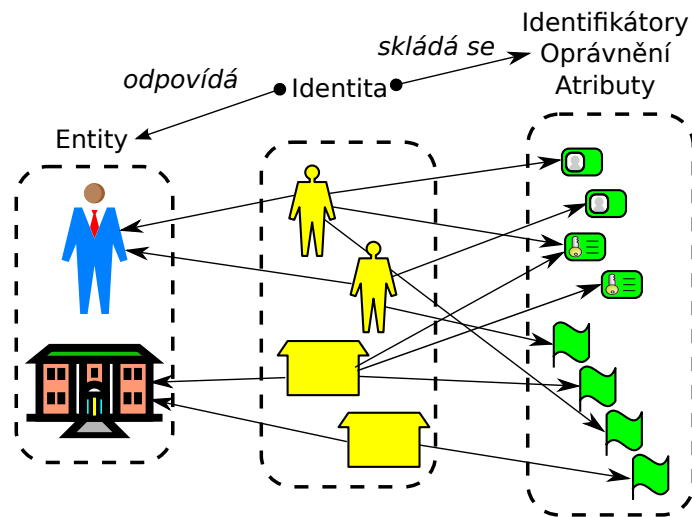 Identifikátory
Oprávnění
Atributy
skládá se
odpovídá
Identita
Entity